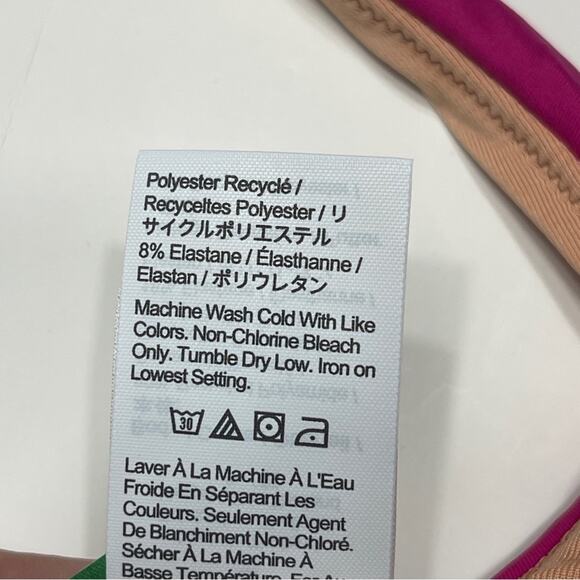 Polyester Recyclé /
Recyceltes Polyester / リ
サイクルポリエステル
8% Elastane / Élasthanne /
Elastan / ポリウレタン
Machine Wash Cold With Like
Colors. Non-Chlorine Bleach
Only. Tumble Dry Low. Iron on
Lowest Setting.
30
Laver À La Machine À L'Eau
Froide En Séparant Les
Couleurs. Seulement Agent
De Blanchiment Non-Chloré.
Sécher À La Machine À
Basse Température. Fer Au